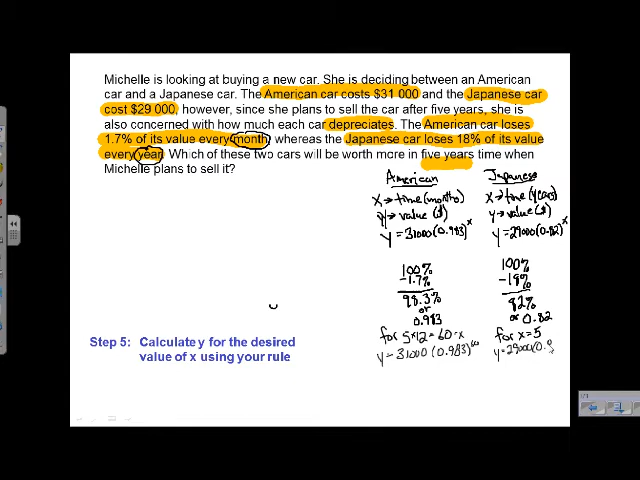 Michelle is looking at buying a new car. She is deciding between an American
car and a Japanese car. The American car costs $31 000 and the Japanese car
cost $29 000, however, since she plans to sell the car after five years, she is
also concerned with how much each car depreciates. The American car loses
1.7% of its value every month, whereas the Japanese car loses 18% of its value
every year. Which of these two cars will be worth more in five years time when
Michelle plans to sell it?
American
x→time (months)
y→value ($)
y=31000(0.983)^x
100%
-1.7%
98.3%
or
0.983
for 5*12=60=x
y=31000(0.983)^60
Japanese
x→time (years)
y→value ($)
y=29000(0.82)^x
100%
-18%
82%
or 0.82
for x=5
y=29000(0.
Step 5: Calculate y for the desired
value of x using your rule